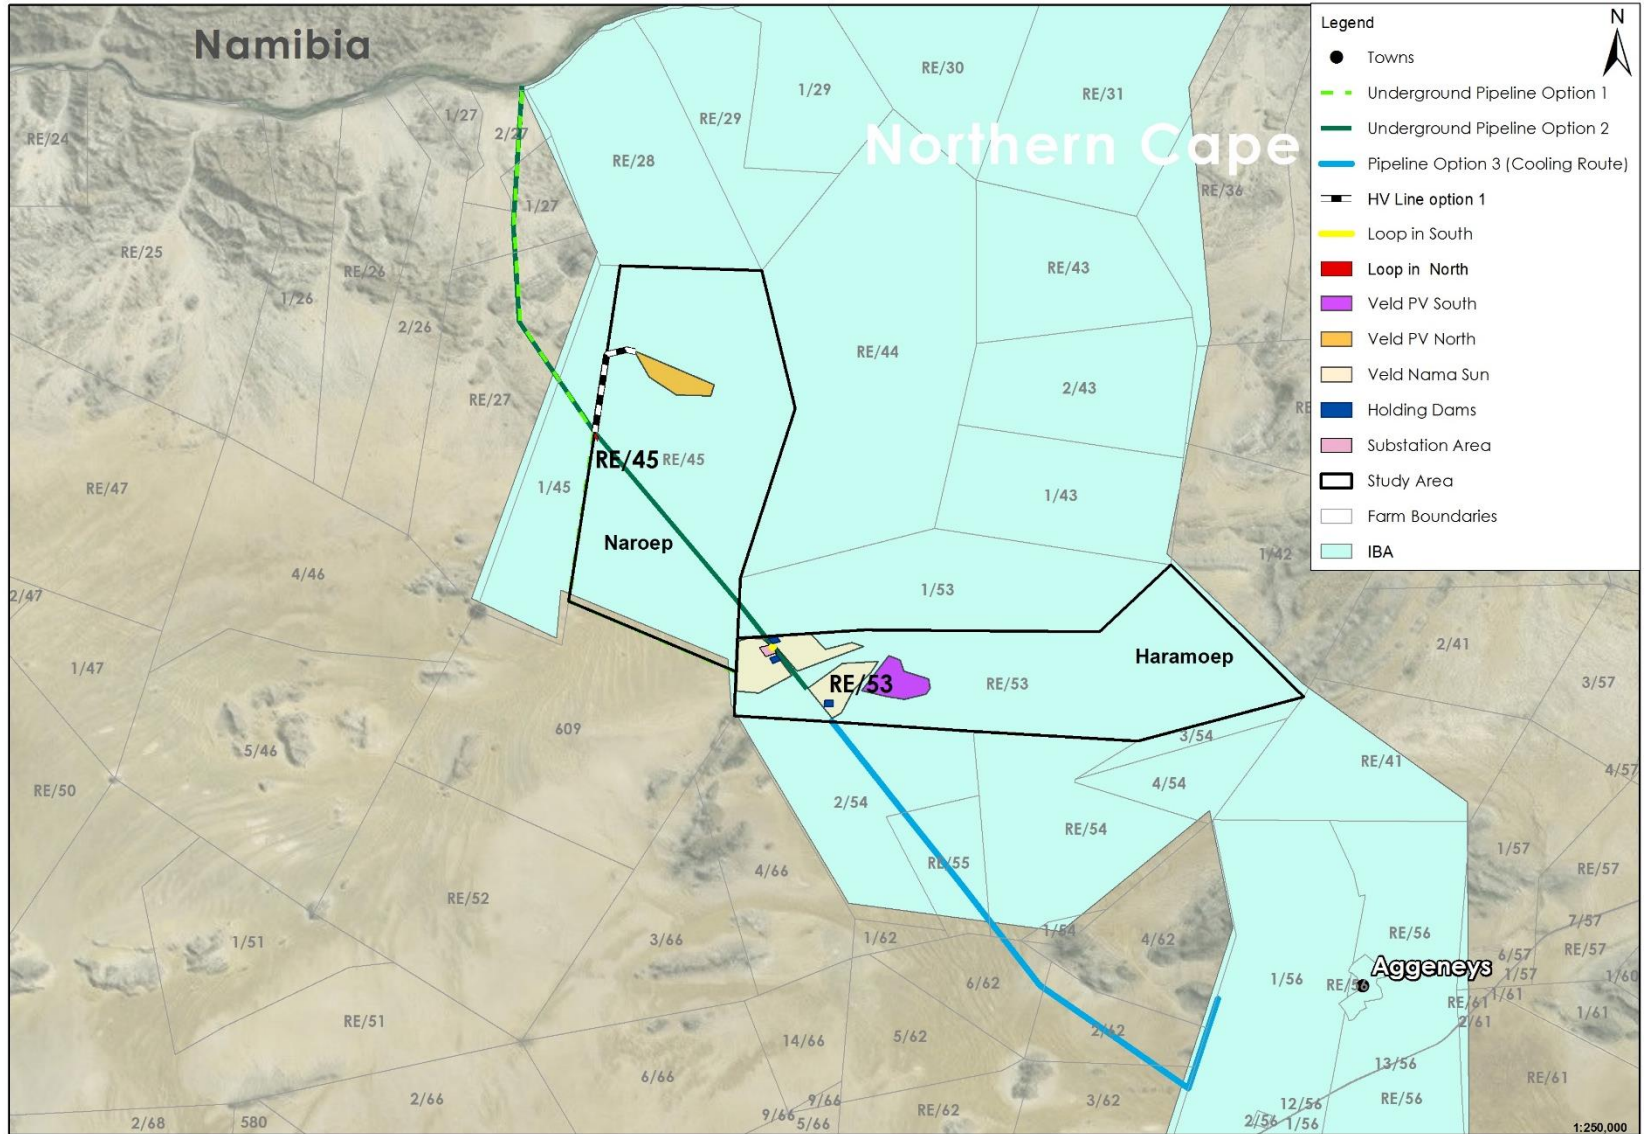 Namibia
Northern Cape
RE/30
1/29
RE/31
RE/29
1/27
2/27
RE/24
RE/28
RE/36
1/27
RE/25
RE/26
1/26
2/26
RE/43
RE/44
2/43
RE/27
RE/45
RE/45
RE/47
1/45
1/43
Naroep
1/42
4/46
2/47
1/53
2/41
1/47
Haramoep
RE/53
RE/53
3/57
609
3/54
5/46
RE/41
4/57
RE/50
4/54
2/54
RE/54
1/57
RE/55
4/66
RE/57
RE/52
7/57
1/54
RE/56
1/51
3/66
1/62
4/62
RE/57
6/57
Aggeneys
1/57
1/60
1/56
RE/56
6/62
RE/61
1/61
2/61
1/61
RE/51
2/62
5/62
14/66
13/56
6/66
RE/61
2/66
9/66
3/62
12/56
RE/56
RE/62
9/66
2/68
580
5/66
2/56
1/56
1:250,000
Legend
N
Towns
Underground Pipeline Option 1
Underground Pipeline Option 2
Pipeline Option 3 (Cooling Route)
HV Line option 1
Loop in South
Loop in North
Veld PV South
Veld PV North
Veld Nama Sun
Holding Dams
Substation Area
Study Area
Farm Boundaries
IBA